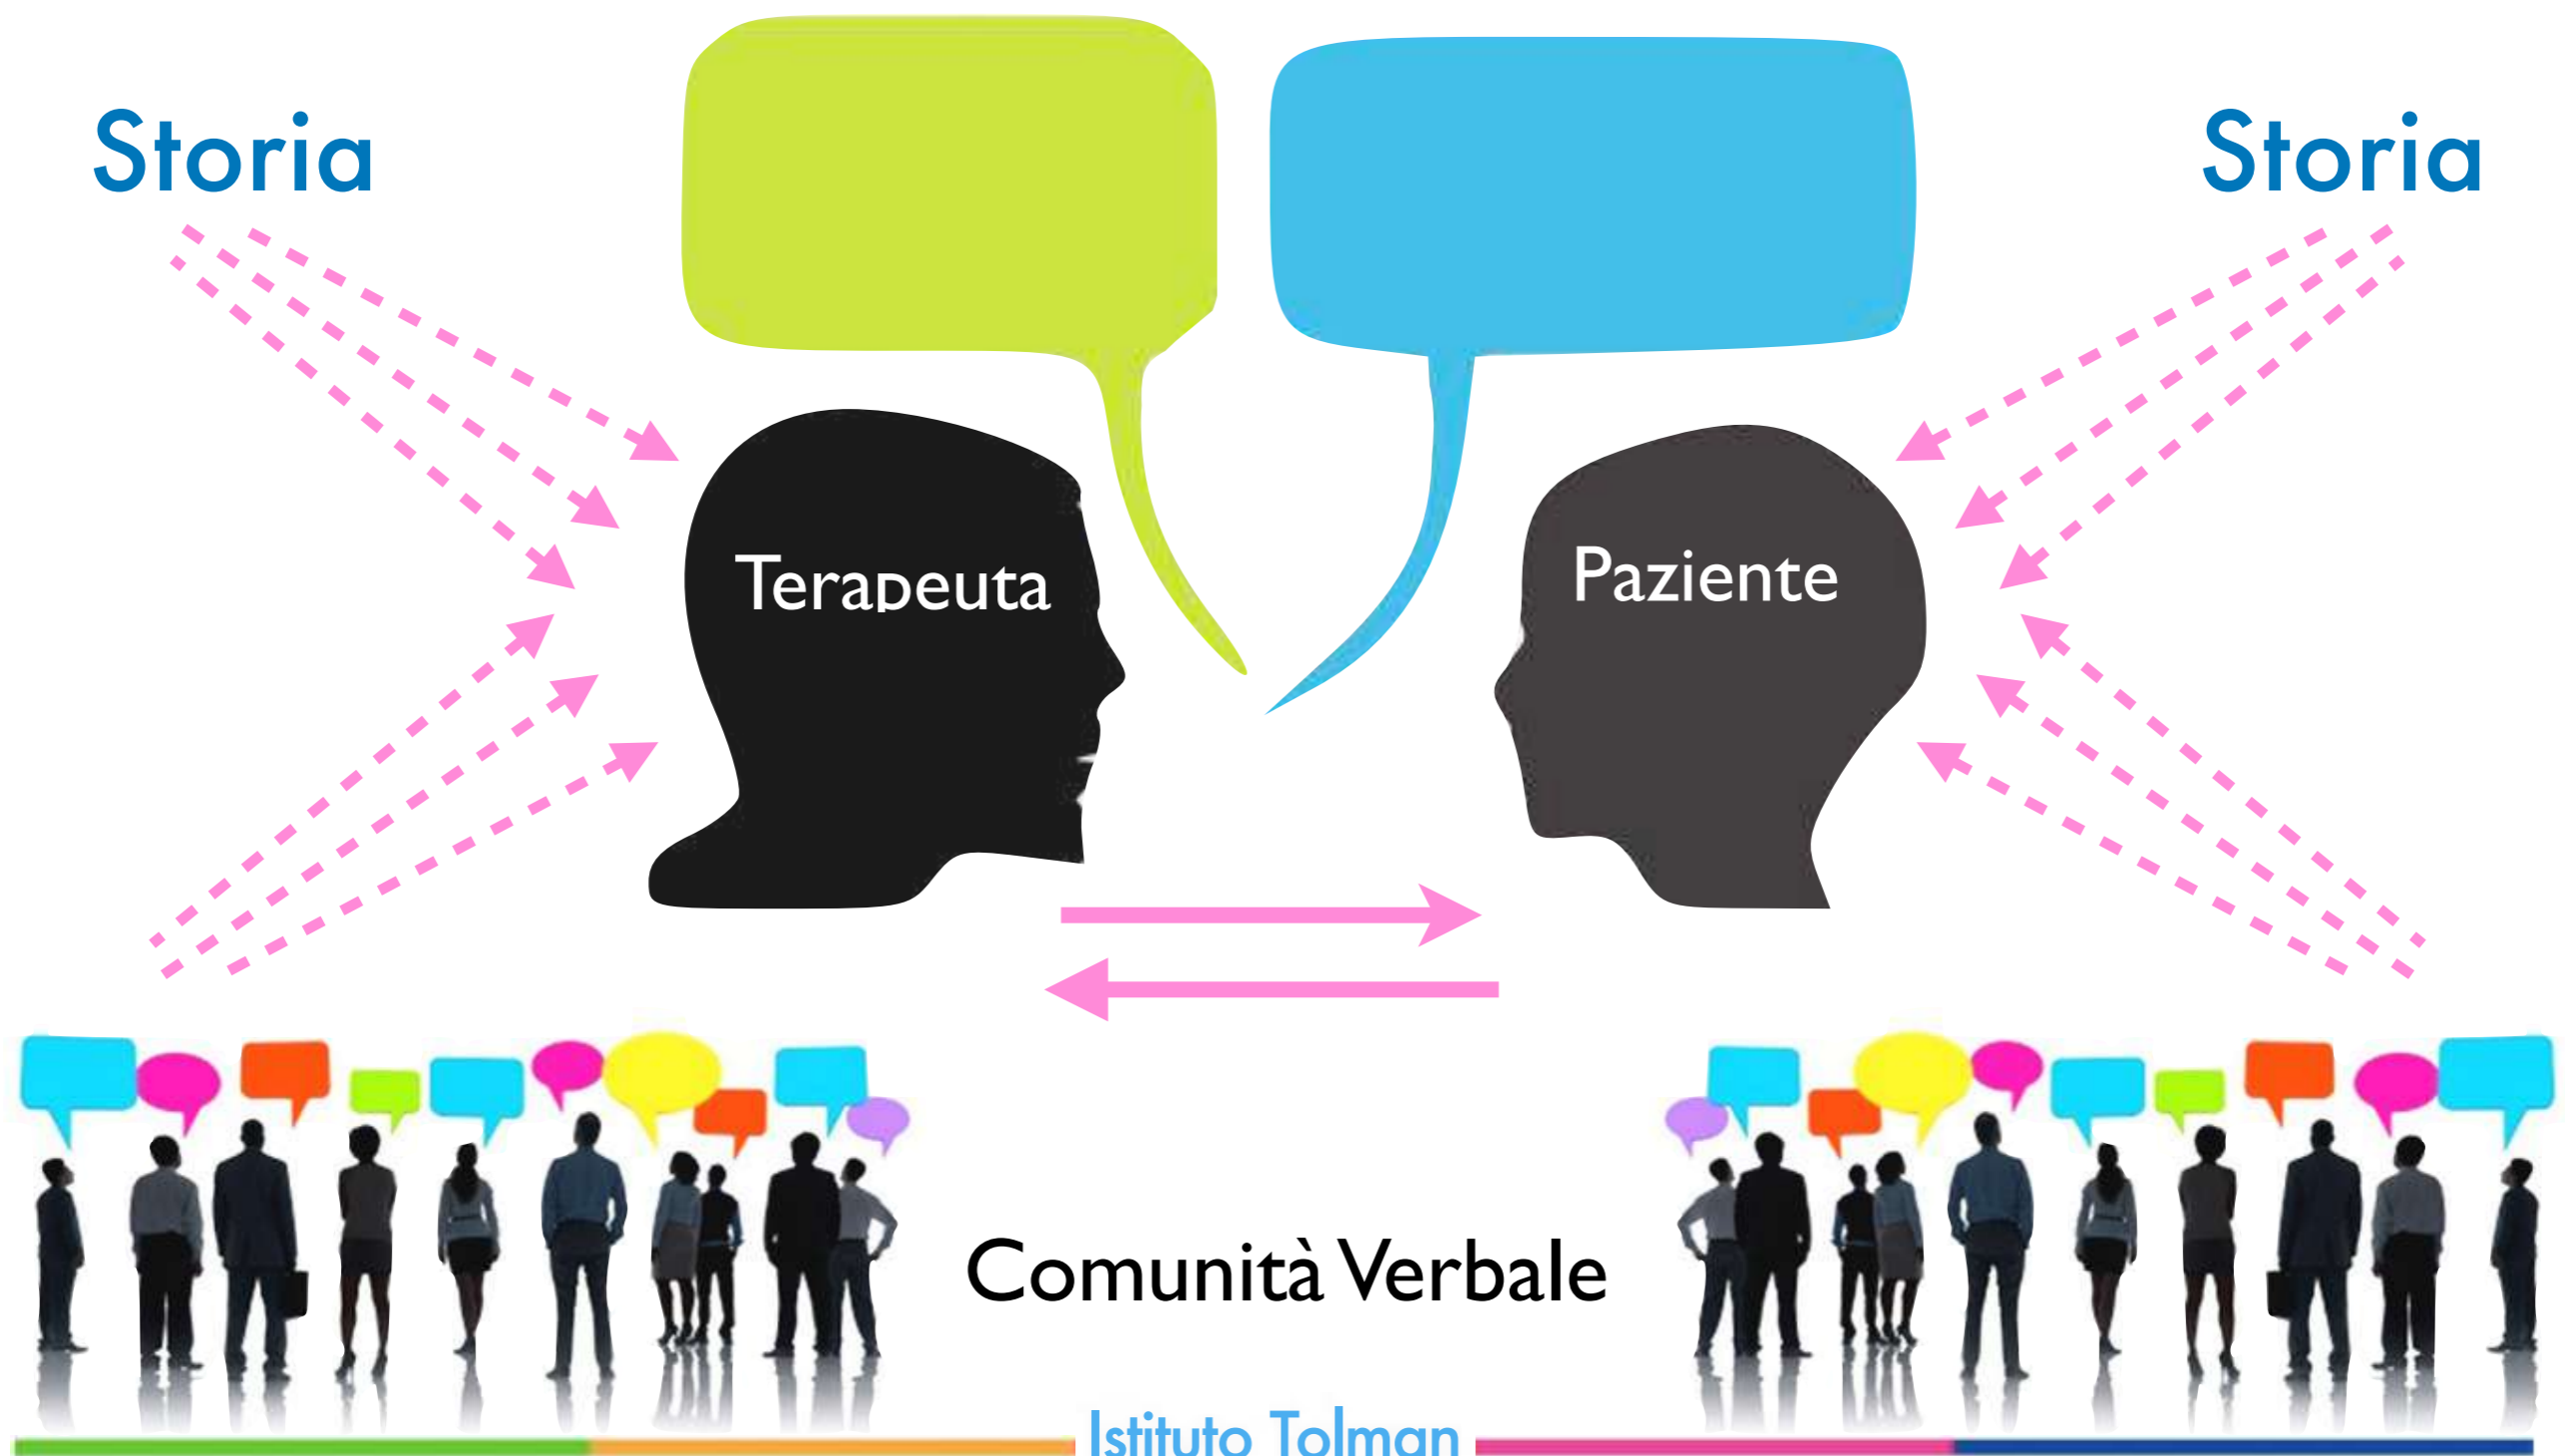 Storia
Storia
Terapeuta
Paziente
Comunità Verbale
Istituto Tolman